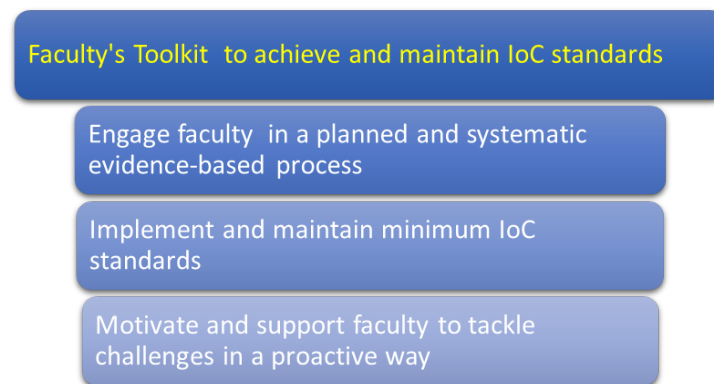 Faculty's Toolkit  to achieve and maintain IoC standards
Engage faculty  in a planned and systematic
evidence-based process
Implement and maintain minimum IoC
standards
Motivate and support faculty to tackle
challenges in a proactive way